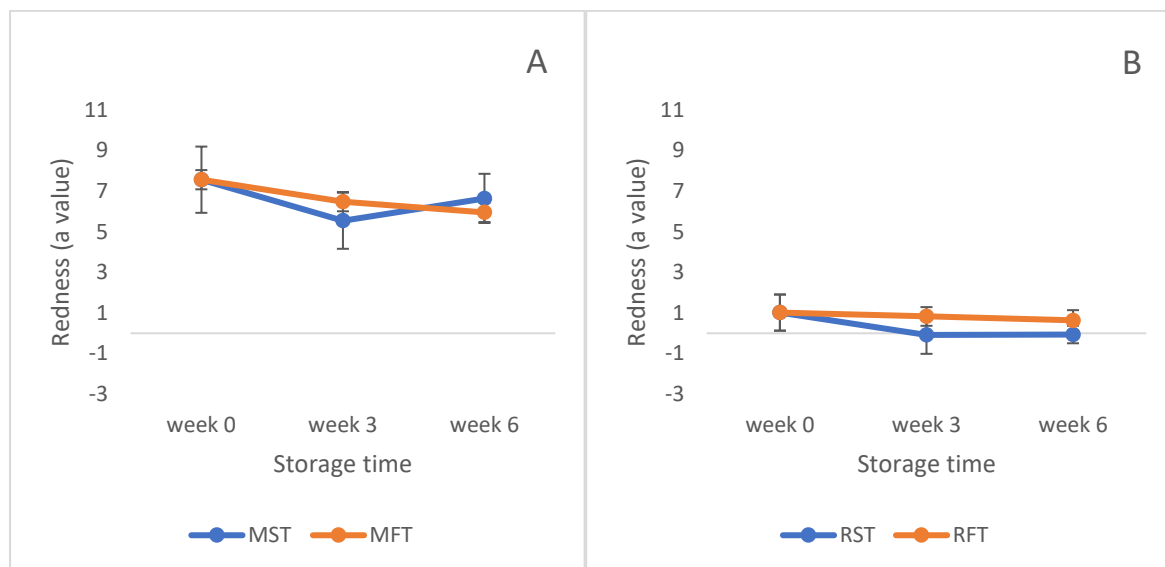 A
Redness (a value)
11
9
7
5
3
1
-1
-3
week 0 week 3 week 6
Storage time
MST MFT
B
Redness (a value)
11
9
7
5
3
1
-1
-3
week 0 week 3 week 6
Storage time
RST RFT